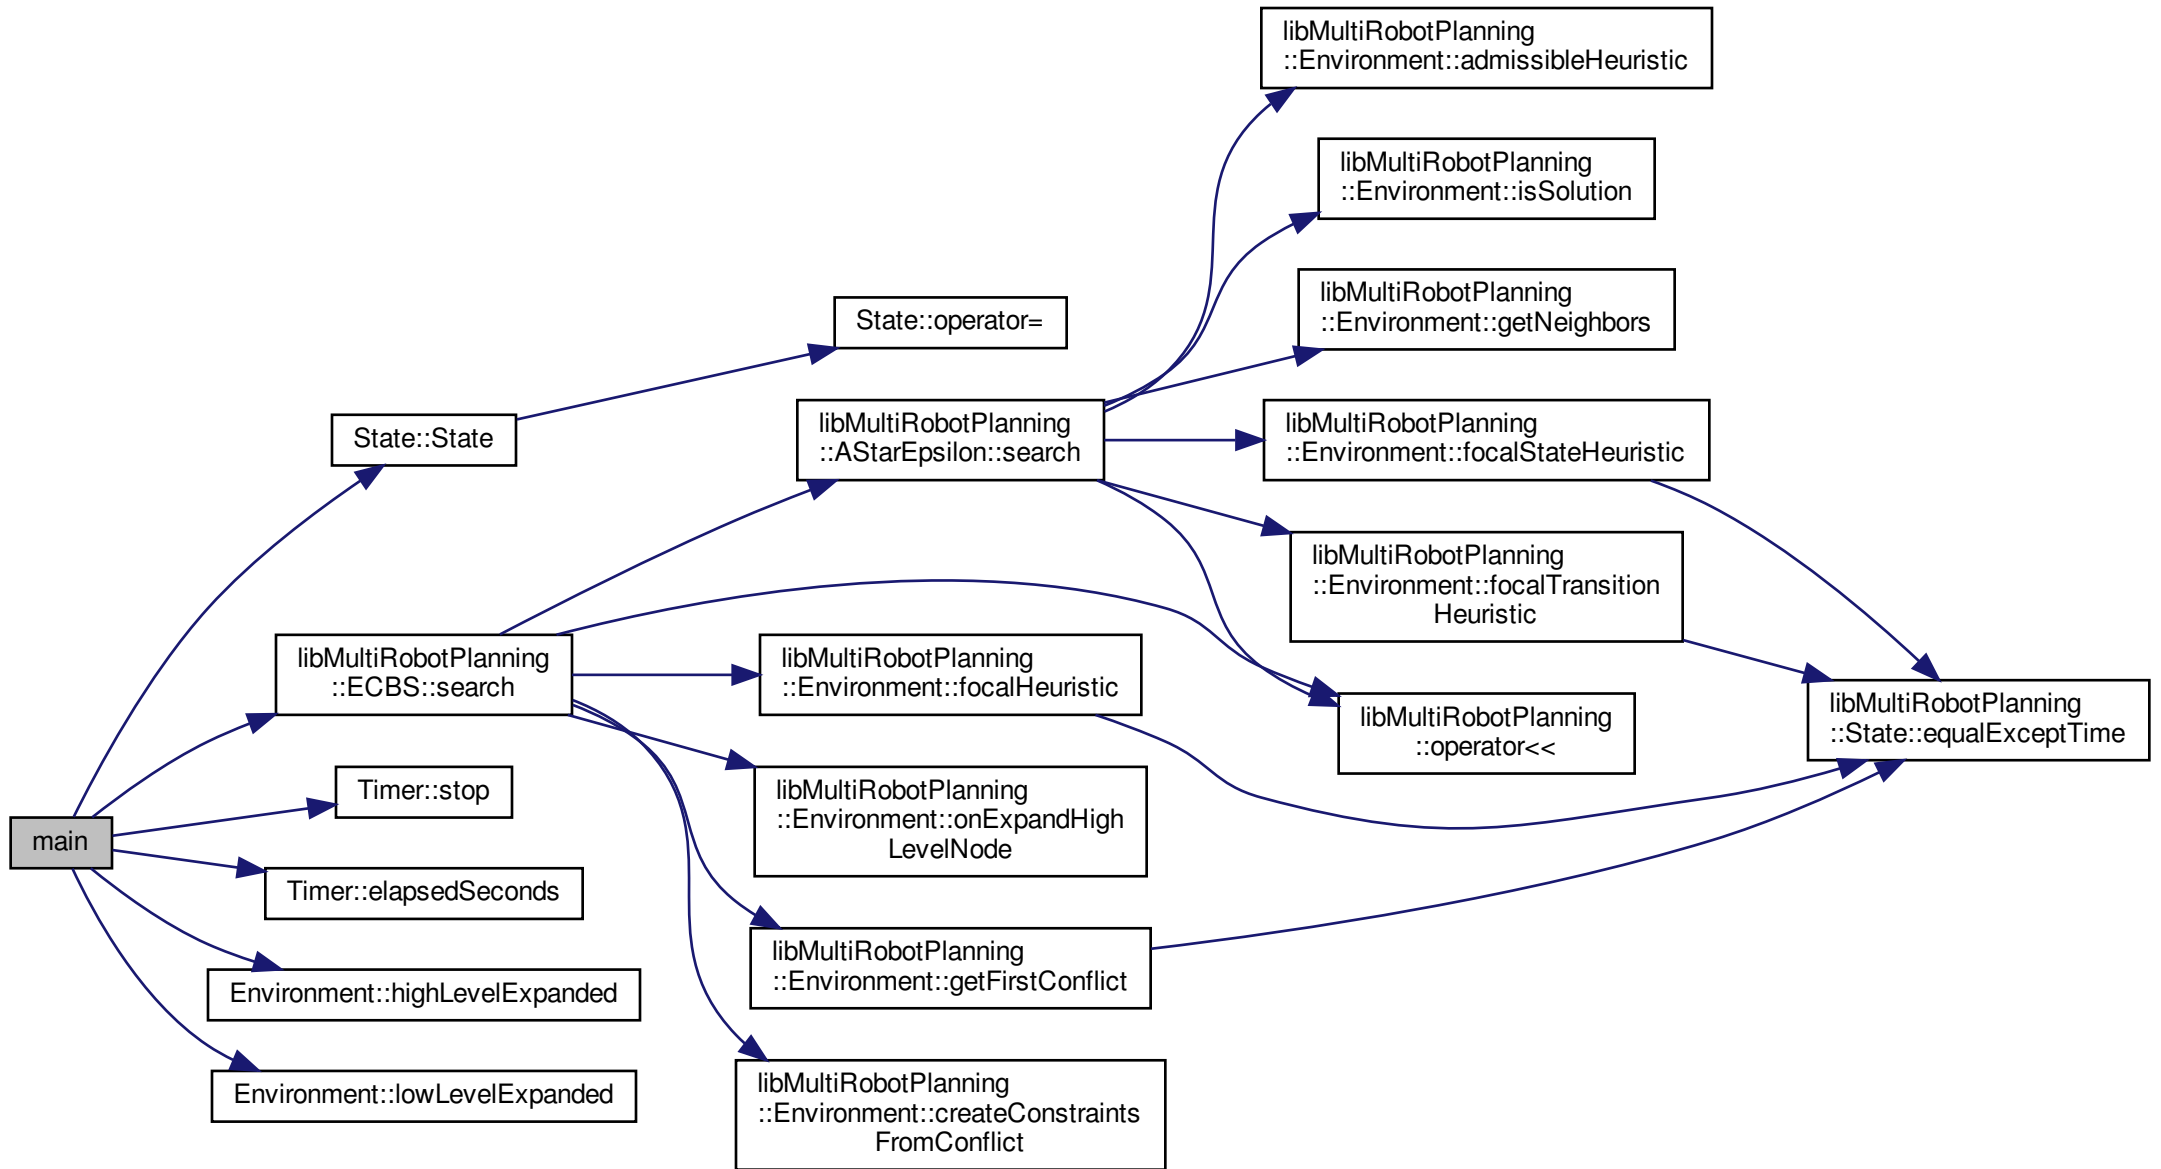 main
State::State
libMultiRobotPlanning
::ECBS::search
Timer::stop
Timer::elapsedSeconds
Environment::highLevelExpanded
Environment::lowLevelExpanded
State::operator=
libMultiRobotPlanning
::AStarEpsilon::search
libMultiRobotPlanning
::Environment::focalHeuristic
libMultiRobotPlanning
::Environment::onExpandHigh
LevelNode
libMultiRobotPlanning
::Environment::getFirstConflict
libMultiRobotPlanning
::Environment::createConstraints
FromConflict
libMultiRobotPlanning
::Environment::admissibleHeuristic
libMultiRobotPlanning
::Environment::isSolution
libMultiRobotPlanning
::Environment::getNeighbors
libMultiRobotPlanning
::Environment::focalStateHeuristic
libMultiRobotPlanning
::Environment::focalTransition
Heuristic
libMultiRobotPlanning
::operator<<
libMultiRobotPlanning
::State::equalExceptTime